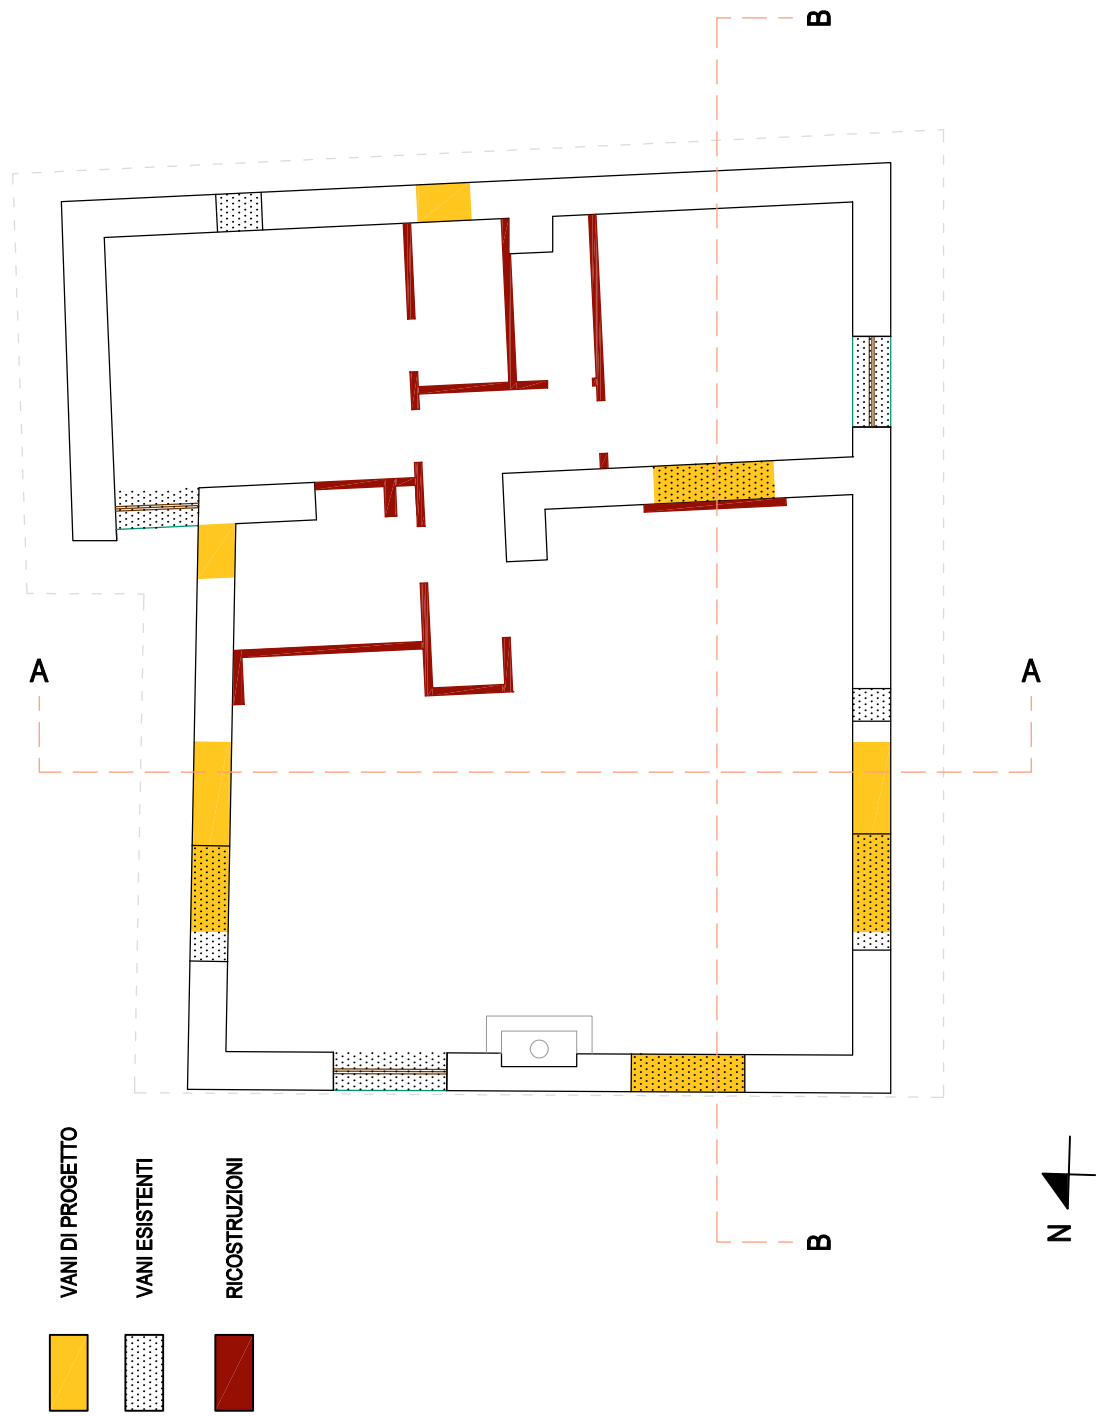 B
A
A
B
N
VANI DI PROGETTO
VANI ESISTENTI
RICOSTRUZIONI